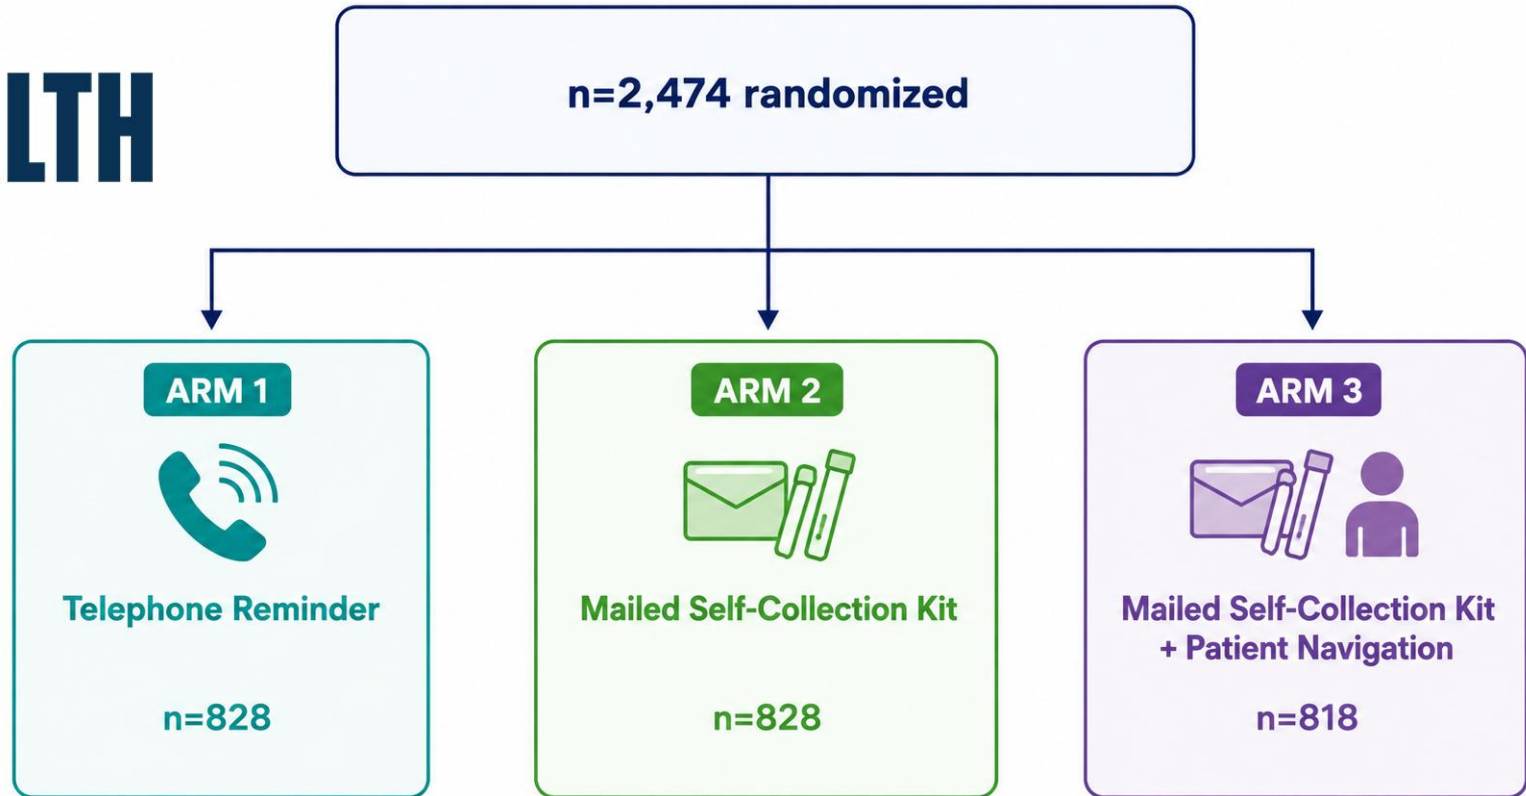 LTH
n=2,474 randomized
ARM 1
Telephone Reminder
n=828
ARM 2
Mailed Self-Collection Kit
n=828
ARM 3
Mailed Self-Collection Kit
+ Patient Navigation
n=818